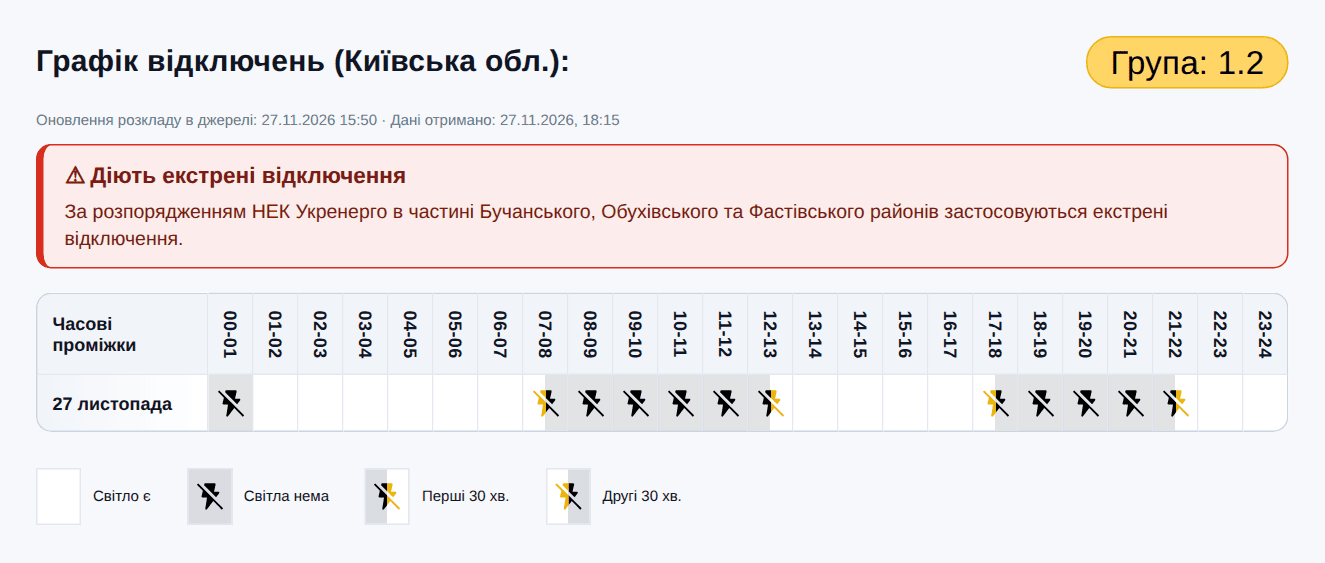 Графік відключень (Київська обл.):
Група: 1.2
Оновлення розкладу в джерелі: 27.11.2026 15:50 · Дані отримано: 27.11.2026, 18:15
⚠ Діють екстрені відключення
За розпорядженням НЕК Укренерго в частині Бучанського, Обухівського та Фастівського районів застосовуються екстрені
відключення.
Часові
проміжки
00-01
01-02
02-03
03-04
04-05
05-06
06-07
07-08
08-09
09-10
10-11
11-12
12-13
13-14
14-15
15-16
16-17
17-18
18-19
19-20
20-21
21-22
22-23
23-24
27 листопада
Світло є
Світла нема
Перші 30 хв.
Другі 30 хв.